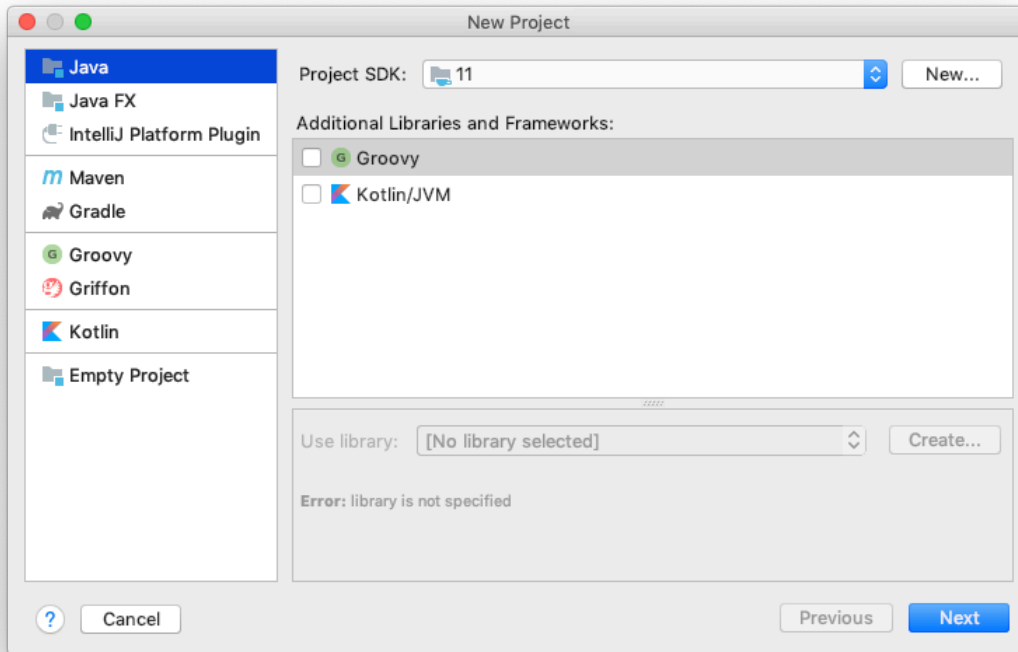 New Project
Java
Java FX
IntelliJ Platform Plugin
Maven
Gradle
Groovy
Griffon
Kotlin
Empty Project
Project SDK: 11 New...
Additional Libraries and Frameworks:
G Groovy
Kotlin/JVM
Use library: [No library selected] Create...
Error: library is not specified
? Cancel Previous Next